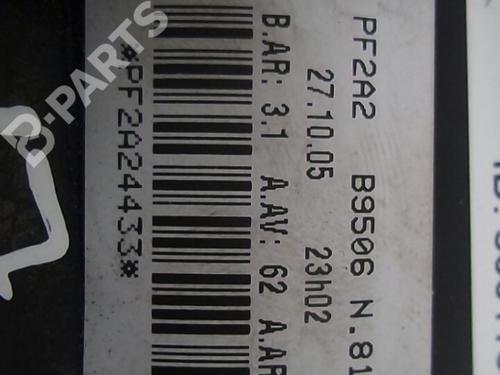 PF2A2 B9506 N.81
27.10.05 23h02
B.AR: 3.1 A.AV: 62 A.AR
*PF2A24433*
B-PARTS